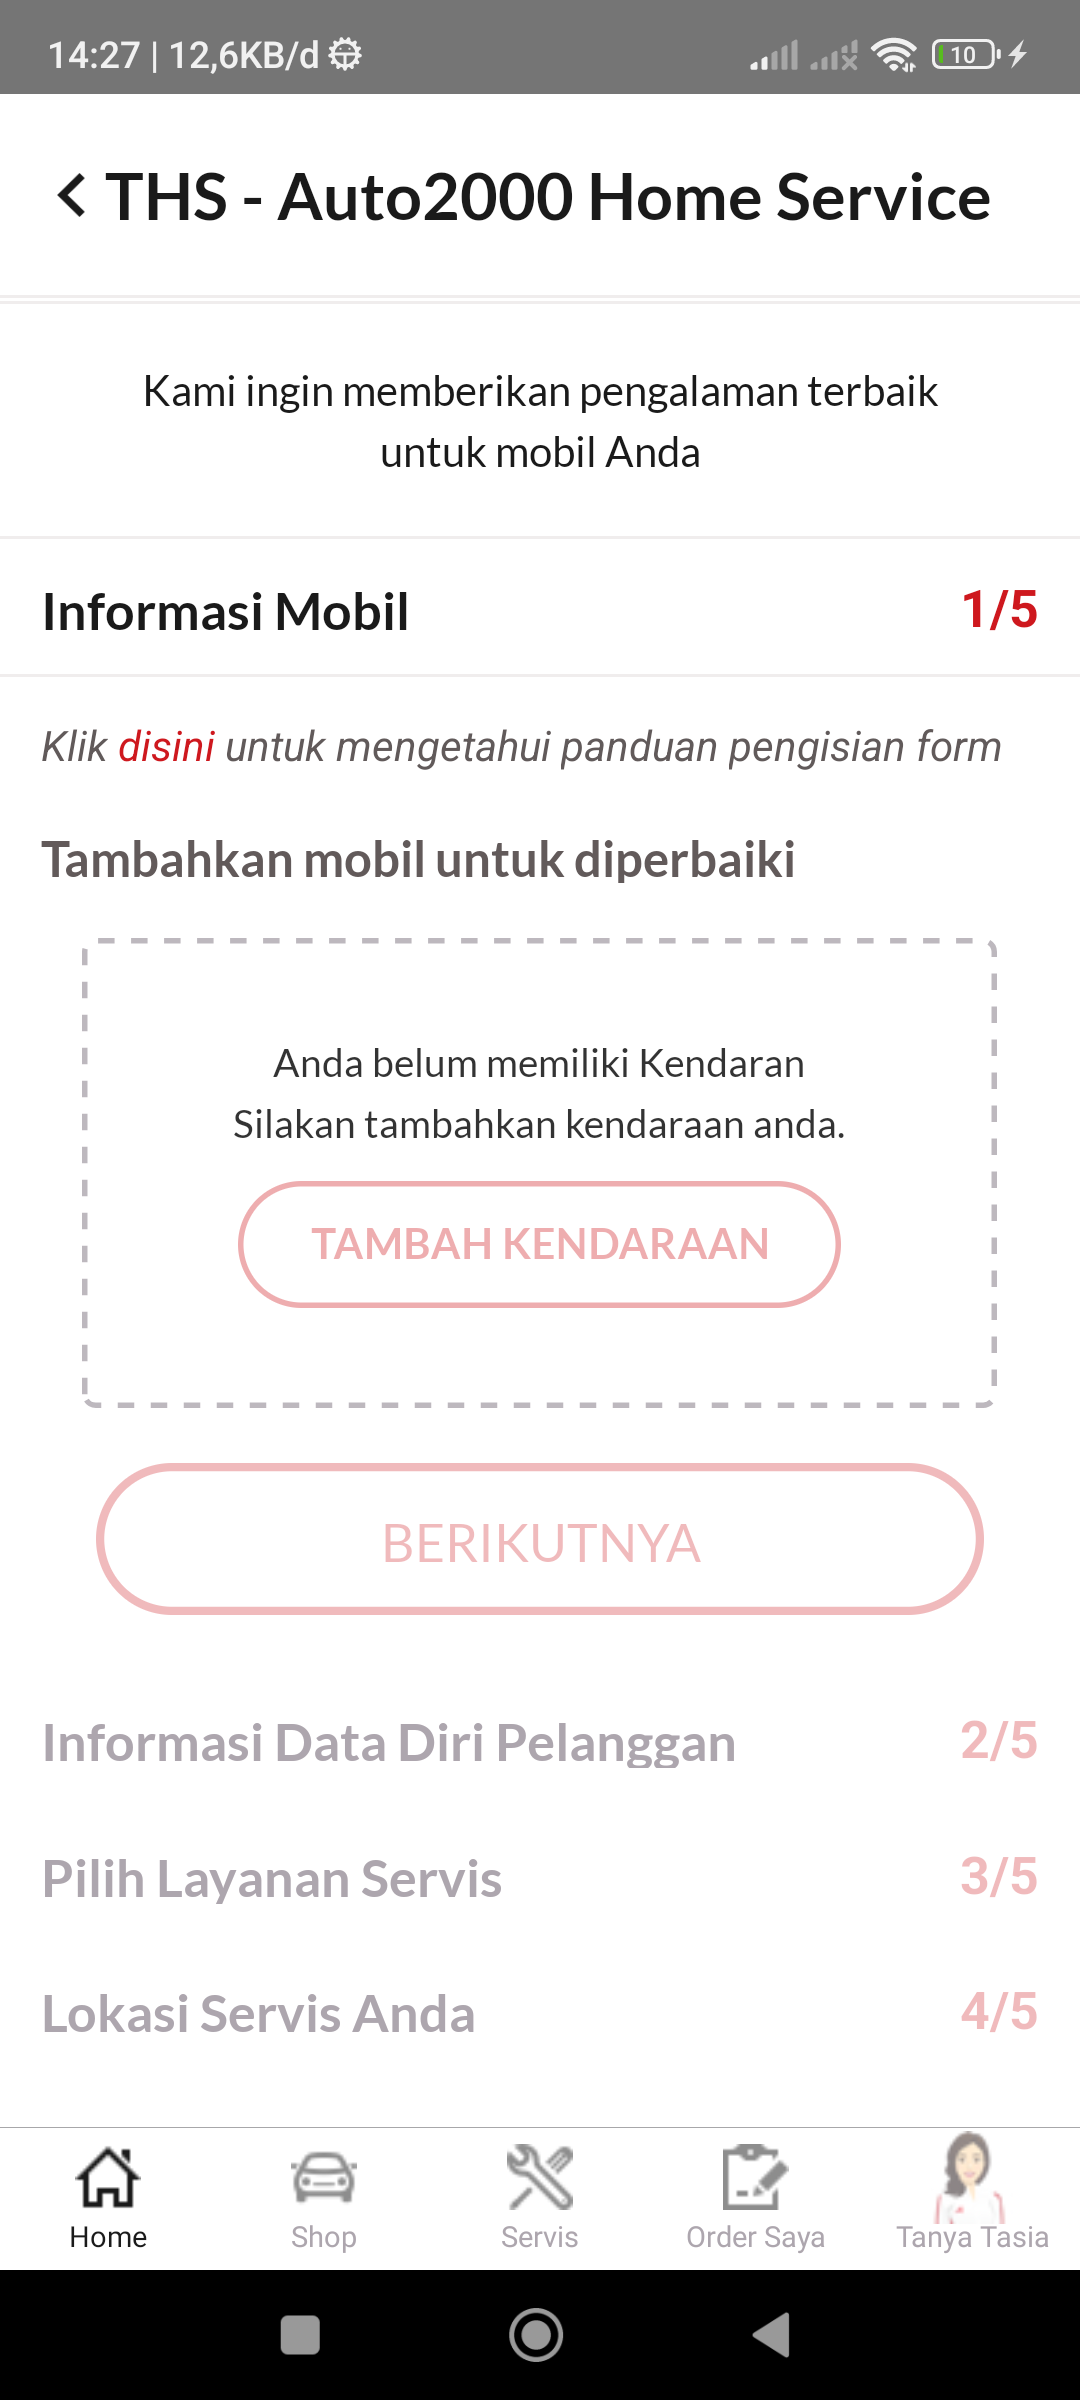 14:27 | 12,6KB/d
10
THS - Auto2000 Home Service
Kami ingin memberikan pengalaman terbaik
untuk mobil Anda
Informasi Mobil 1/5
Klik disini untuk mengetahui panduan pengisian form
Tambahkan mobil untuk diperbaiki
Anda belum memiliki Kendaran
Silakan tambahkan kendaraan anda.
TAMBAH KENDARAAN
BERIKUTNYA
Informasi Data Diri Pelanggan 2/5
Pilih Layanan Servis 3/5
Lokasi Servis Anda 4/5
Home Shop Servis Order Saya Tanya Tasia